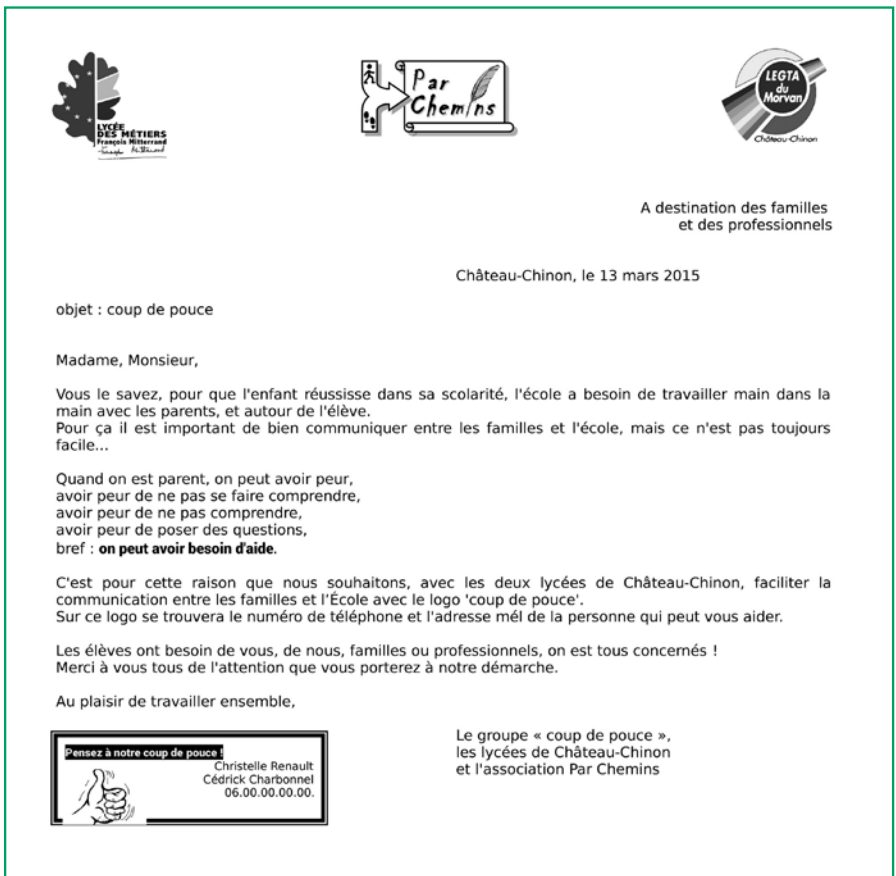 LYCÉE
DES MÉTIERS
François Mitterrand
Par
Chemins
LEGTA
du
Morvan
Château-Chinon
A destination des familles
et des professionnels
Château-Chinon, le 13 mars 2015
objet : coup de pouce
Madame, Monsieur,
Vous le savez, pour que l'enfant réussisse dans sa scolarité, l'école a besoin de travailler main dans la
main avec les parents, et autour de l'élève.
Pour ça il est important de bien communiquer entre les familles et l'école, mais ce n'est pas toujours
facile...
Quand on est parent, on peut avoir peur,
avoir peur de ne pas se faire comprendre,
avoir peur de ne pas comprendre,
avoir peur de poser des questions,
bref : on peut avoir besoin d'aide.
C'est pour cette raison que nous souhaitons, avec les deux lycées de Château-Chinon, faciliter la
communication entre les familles et l'École avec le logo 'coup de pouce'.
Sur ce logo se trouvera le numéro de téléphone et l'adresse mél de la personne qui peut vous aider.
Les élèves ont besoin de vous, de nous, familles ou professionnels, on est tous concernés !
Merci à vous tous de l'attention que vous porterez à notre démarche.
Au plaisir de travailler ensemble,
Le groupe « coup de pouce »,
les lycées de Château-Chinon
et l'association Par Chemins
Pensez à notre coup de pouce !
Christelle Renault
Cédrick Charbonnel
06.00.00.00.00.